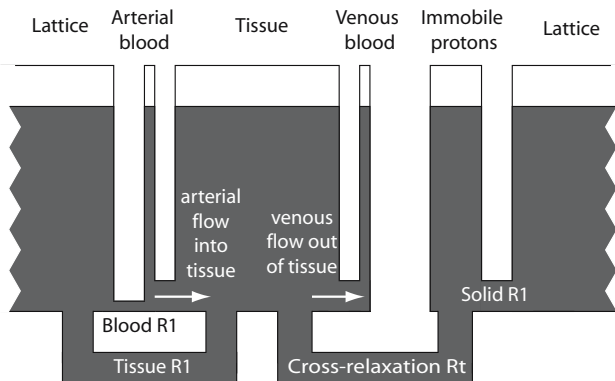 Lattice
Arterial
blood
Tissue
Venous
blood
Immobile
protons
Lattice
arterial
flow
into
tissue
venous
flow out
of tissue
Solid R1
Blood R1
Tissue R1
Cross-relaxation Rt